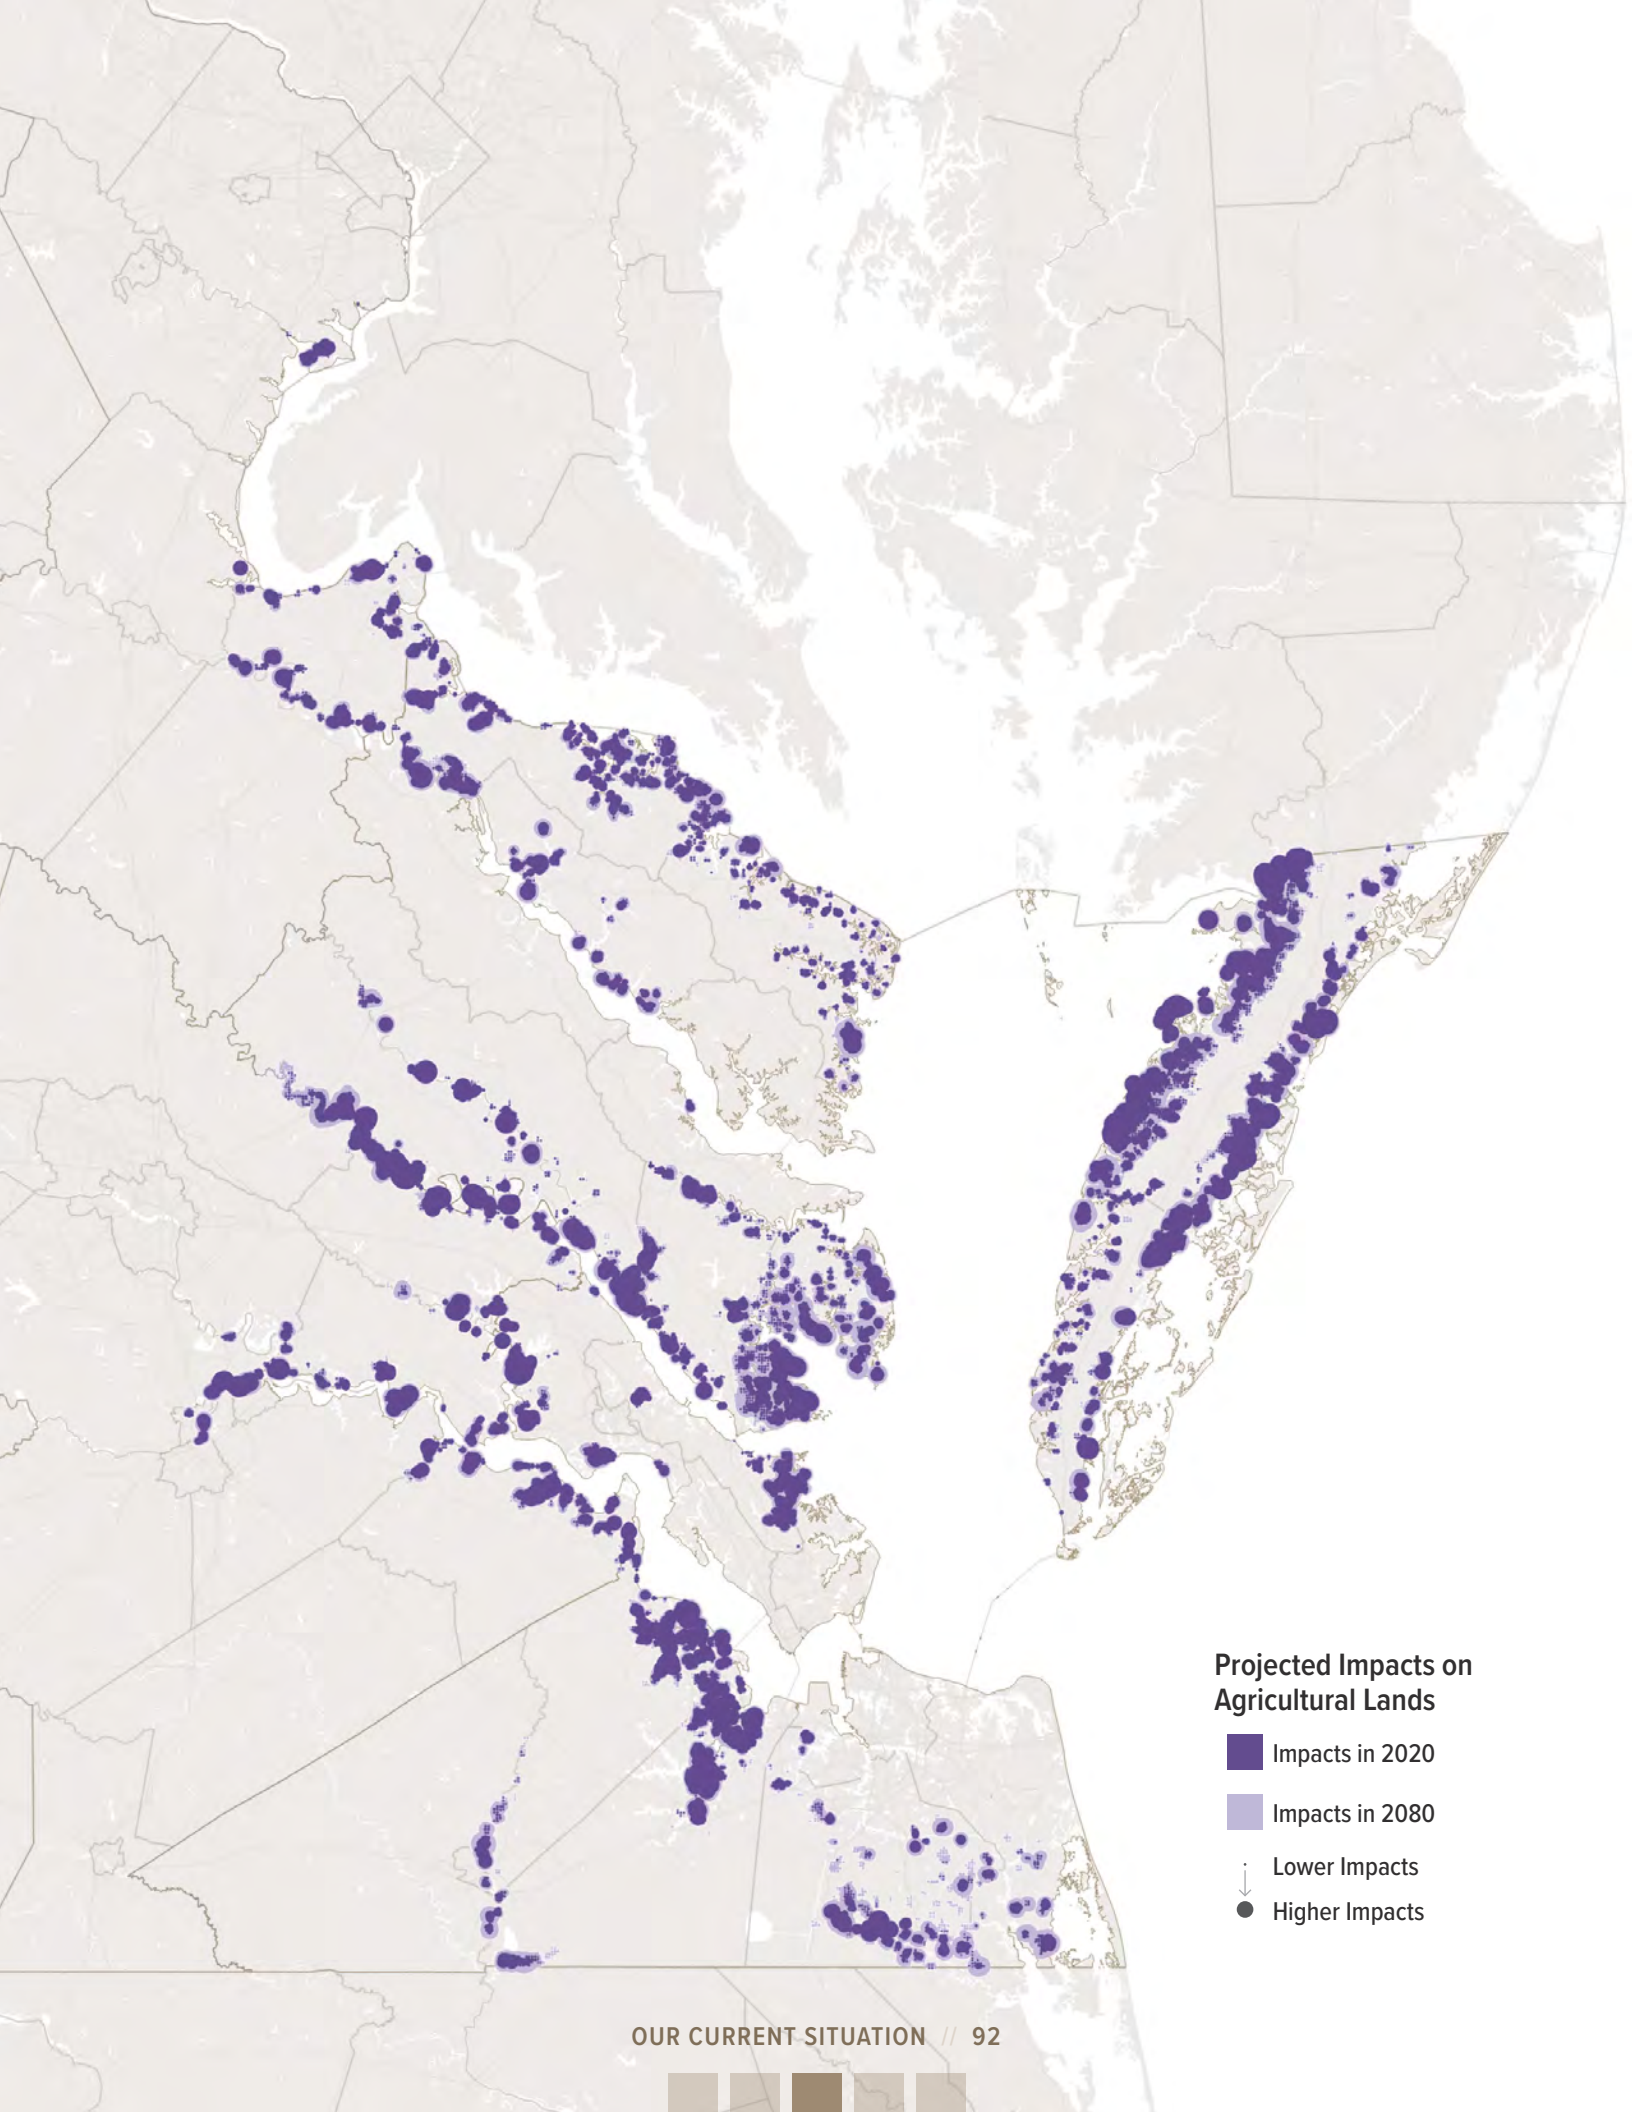 Projected Impacts on
Agricultural Lands
Impacts in 2020
Impacts in 2080
Lower Impacts
Higher Impacts
OUR CURRENT SITUATION // 92